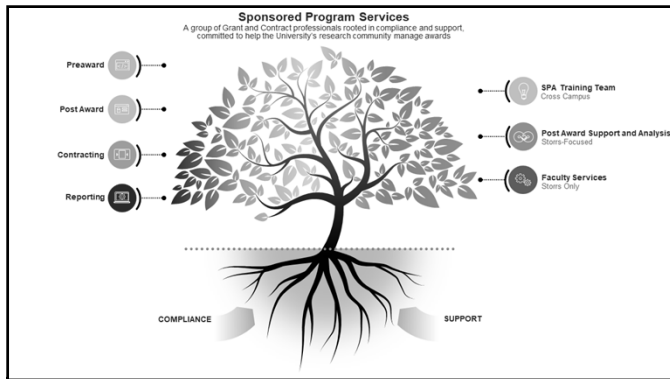 Sponsored Program Services
A group of Grant and Contract professionals rooted in compliance and support,
committed to help the University's research community manage awards
Preaward
Post Award
Contracting
Reporting
SPA Training Team
Cross Campus
Post Award Support and Analysis
Storrs-Focused
Faculty Services
Storrs Only
COMPLIANCE
SUPPORT